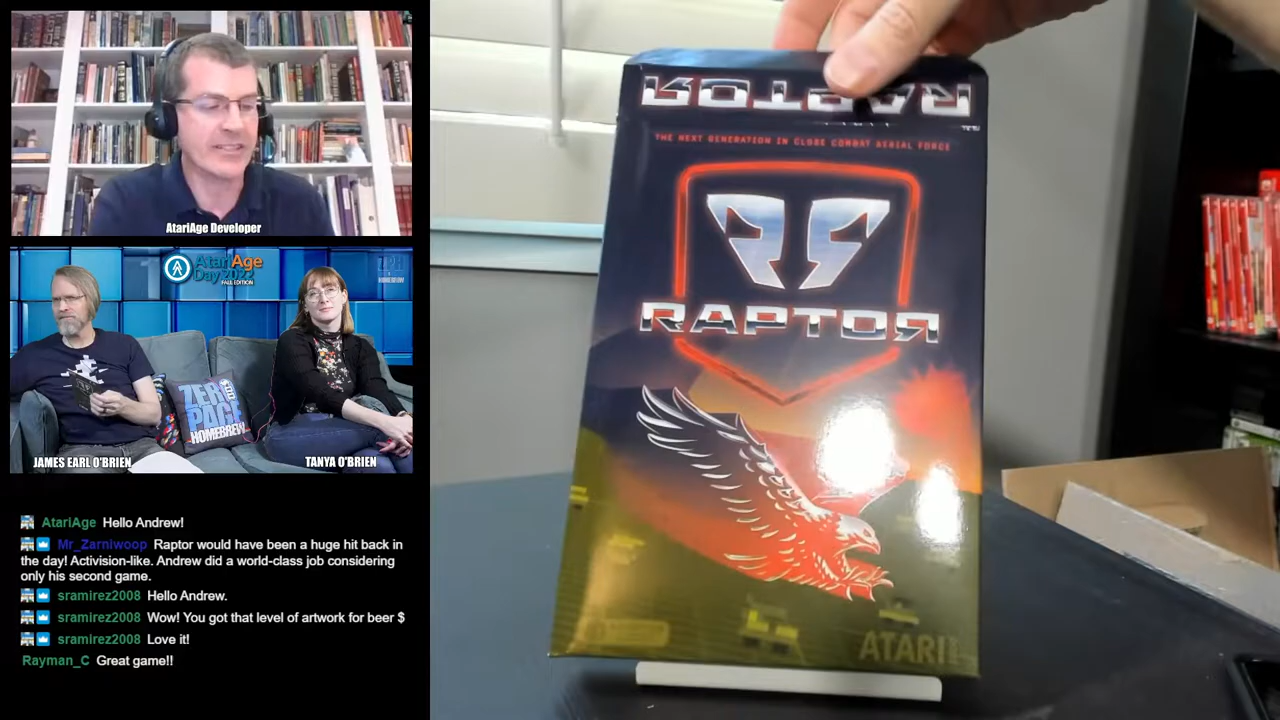 AtariAge Developer
AtariAge
Day 2022
FALL EDITION
ZERO
PAGE
HOMEBREW
JAMES EARL O'BRIEN
TANYA O'BRIEN
AtariAge Hello Andrew!
Mr_Zarniwoop Raptor would have been a huge hit back in
the day! Activision-like. Andrew did a world-class job considering
only his second game.
sramirez2008 Hello Andrew.
sramirez2008 Wow! You got that level of artwork for beer $
sramirez2008 Love it!
Rayman_C Great game!!
RAPTOR
THE NEXT GENERATION IN CLOSE COMBAT AERIAL FORCE
RAPTOR
ATARI